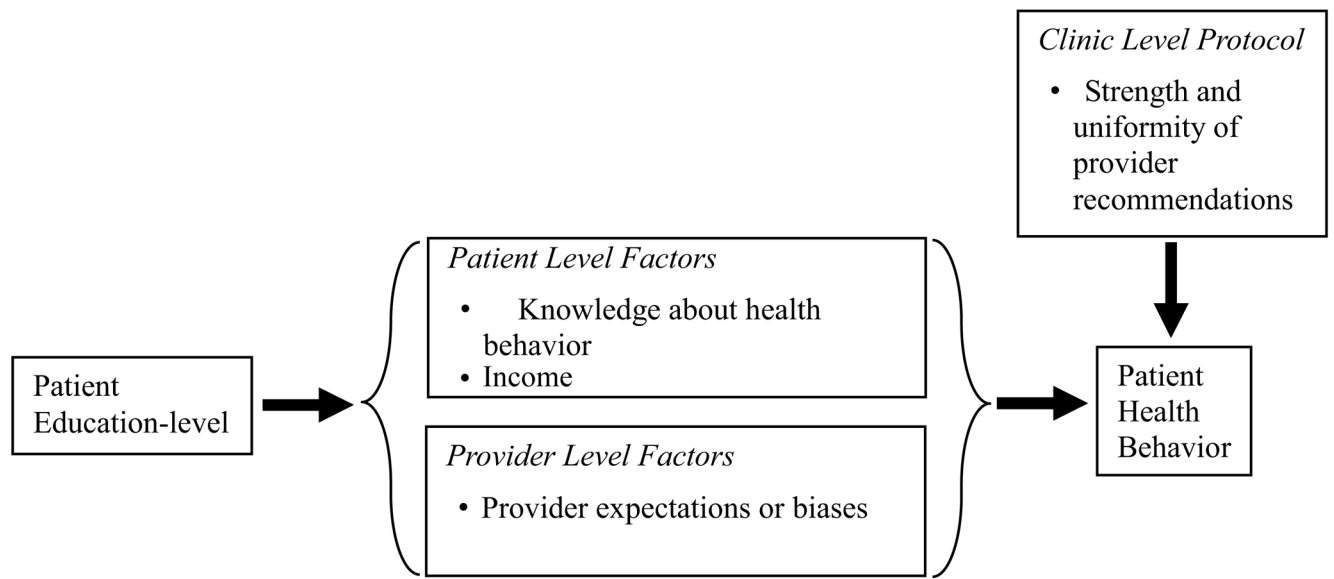 Clinic Level Protocol
• Strength and
uniformity of
provider
recommendations
Patient Level Factors
• Knowledge about health
behavior
• Income
Patient
Education-level
Provider Level Factors
• Provider expectations or biases
Patient
Health
Behavior